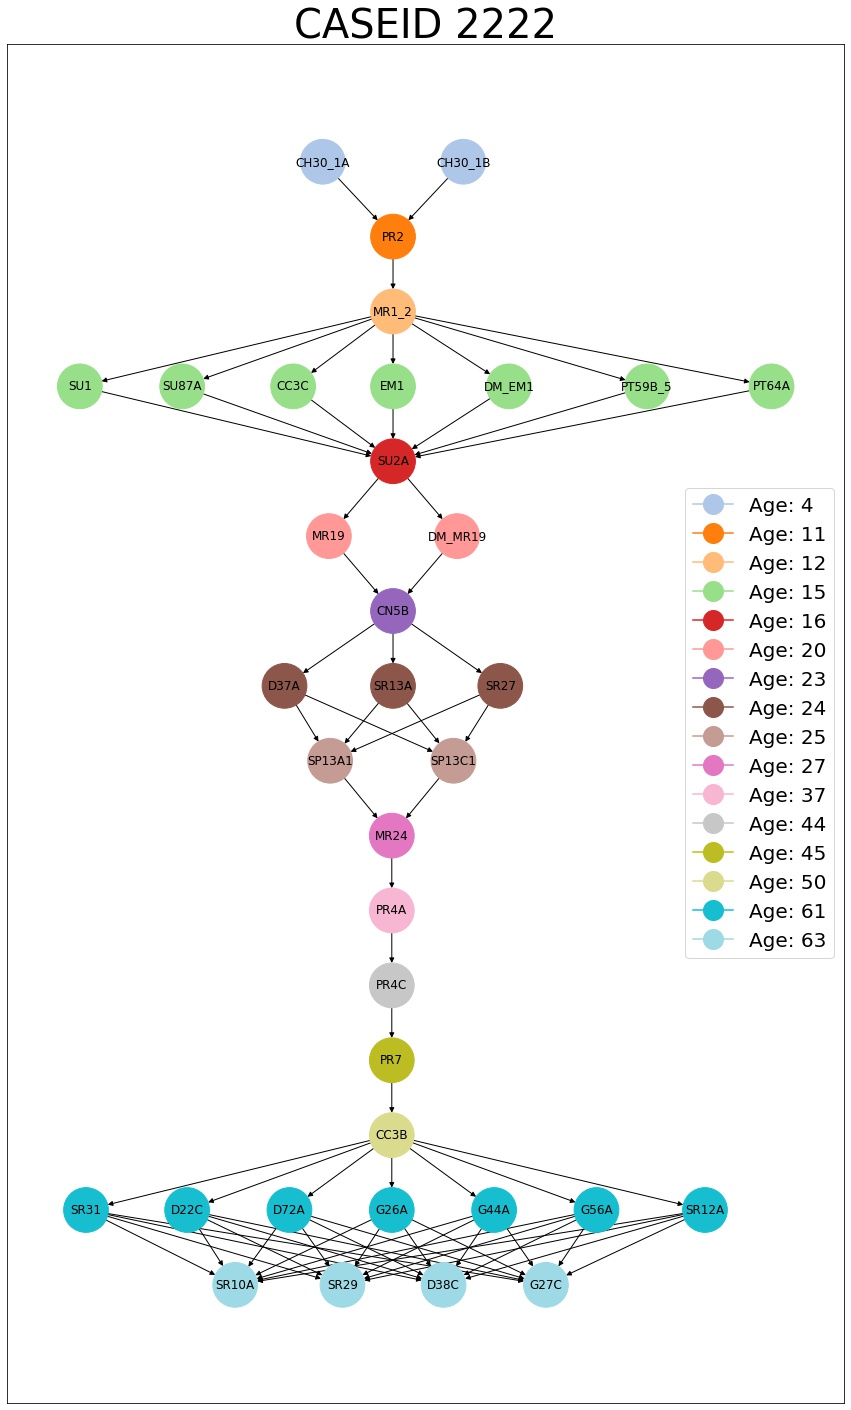 CASEID 2222
CH30_1A CH30_1B
PR2
MR1_2
SU1 SU87A CC3C EM1 DM_EM1 PT59B_5 PT64A
SU2A
MR19 DM_MR19
CN5B
D37A SR13A SR27
SP13A1 SP13C1
MR24
PR4A
PR4C
PR7
CC3B
SR31 D22C D72A G26A G44A G56A SR12A
SR10A SR29 D38C G27C
Age: 4
Age: 11
Age: 12
Age: 15
Age: 16
Age: 20
Age: 23
Age: 24
Age: 25
Age: 27
Age: 37
Age: 44
Age: 45
Age: 50
Age: 61
Age: 63